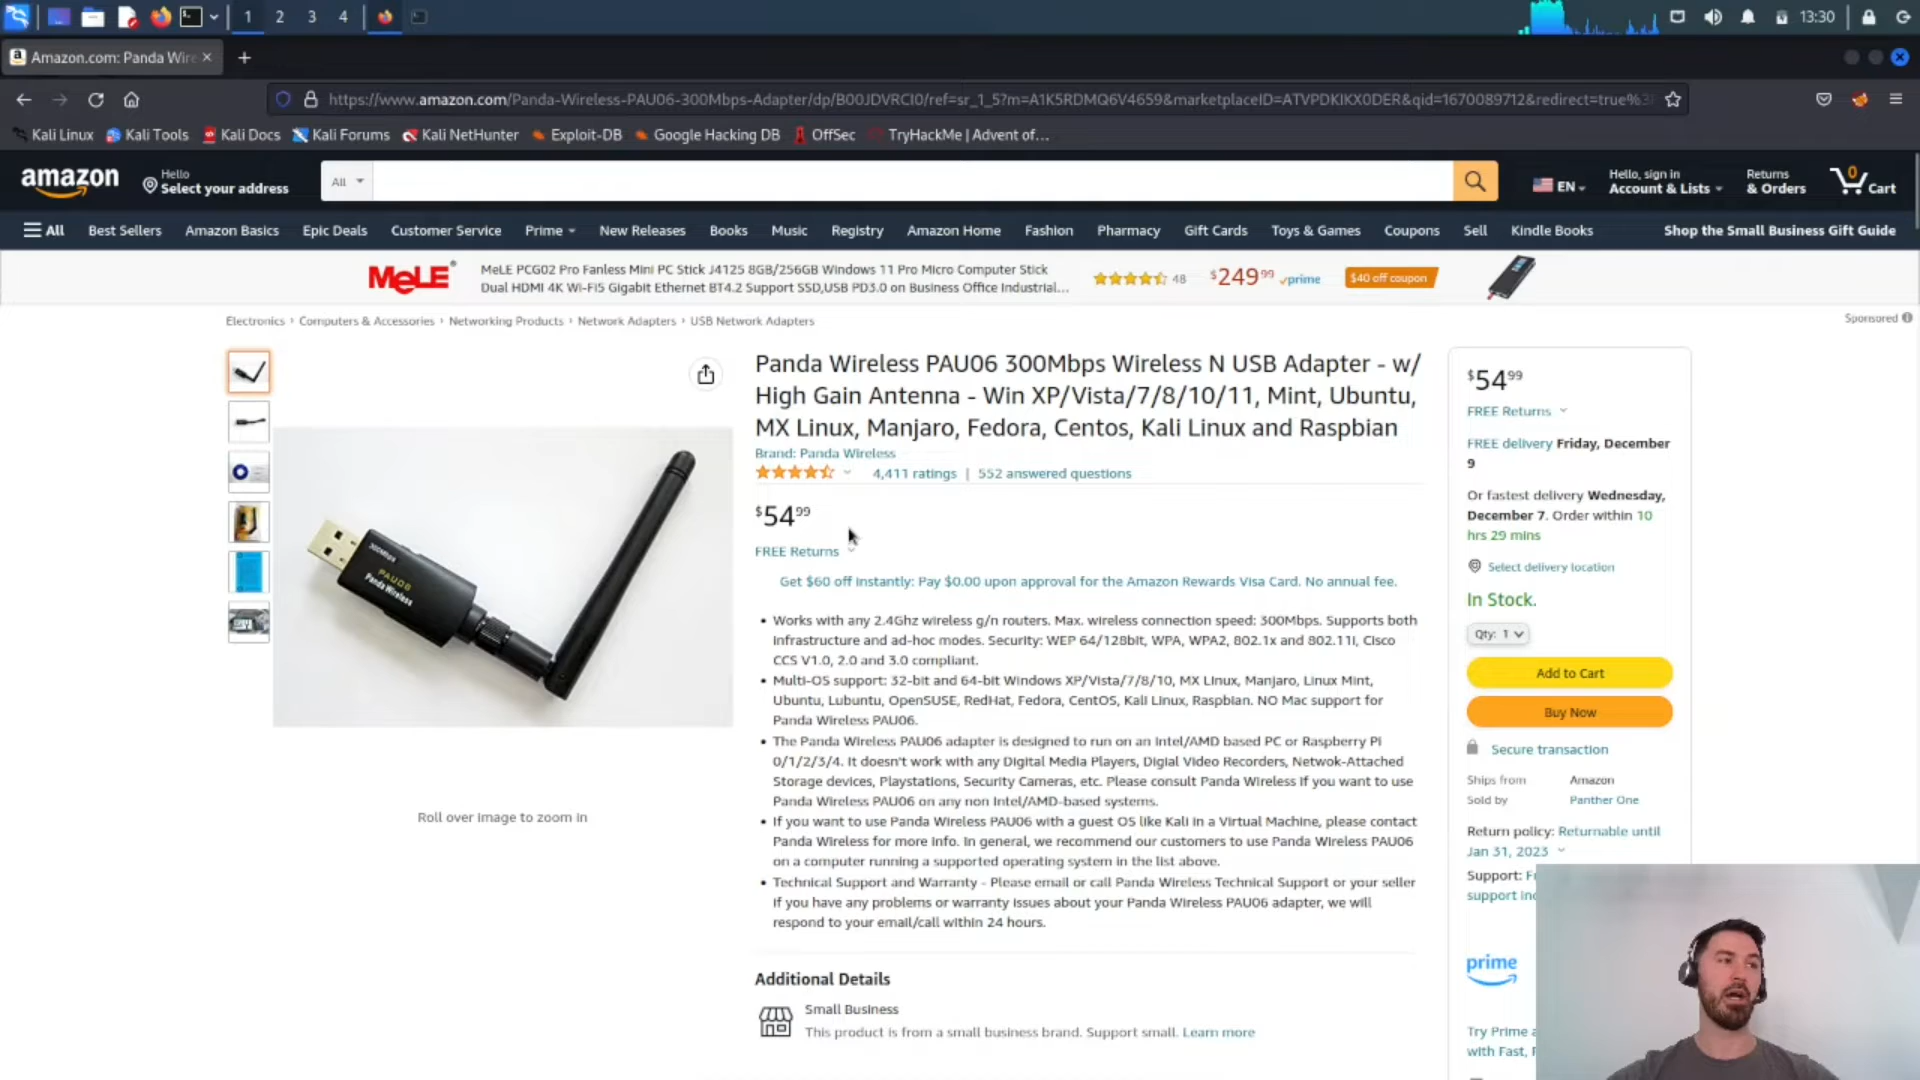 1 2 3 4 13:30
Amazon.com: Panda Wire
https://www.amazon.com/Panda-Wireless-PAU06-300Mbps-Adapter/dp/B00JDVRCI0/ref=sr_1_5?m=A1K5RDMQ6V4659&marketplaceID=ATVPDKIKX0DER&qid=1670089712&redirect=true%3
Kali Linux Kali Tools Kali Docs Kali Forums Kali NetHunter Exploit-DB Google Hacking DB OffSec TryHackMe | Advent of…
amazon
Hello
Select your address
All
EN
Hello, sign in
Account & Lists
Returns
& Orders
0
Cart
All Best Sellers Amazon Basics Epic Deals Customer Service Prime New Releases Books Music Registry Amazon Home Fashion Pharmacy Gift Cards Toys & Games Coupons Sell Kindle Books Shop the Small Business Gift Guide
MeLE
MeLE PCG02 Pro Fanless Mini PC Stick J4125 8GB/256GB Windows 11 Pro Micro Computer Stick
Dual HDMI 4K Wi-Fi5 Gigabit Ethernet BT4.2 Support SSD,USB PD3.0 on Business Office Industrial...
48 $249 99 prime $40 off coupon
Electronics › Computers & Accessories › Networking Products › Network Adapters › USB Network Adapters
Sponsored
300Mbps
PAU06
Panda Wireless
Roll over image to zoom in
Panda Wireless PAU06 300Mbps Wireless N USB Adapter - w/
High Gain Antenna - Win XP/Vista/7/8/10/11, Mint, Ubuntu,
MX Linux, Manjaro, Fedora, Centos, Kali Linux and Raspbian
Brand: Panda Wireless
4,411 ratings | 552 answered questions
$54 99
FREE Returns
Get $60 off instantly: Pay $0.00 upon approval for the Amazon Rewards Visa Card. No annual fee.
• Works with any 2.4Ghz wireless g/n routers. Max. wireless connection speed: 300Mbps. Supports both
Infrastructure and ad-hoc modes. Security: WEP 64/128bit, WPA, WPA2, 802.1x and 802.11i, Cisco
CCS V1.0, 2.0 and 3.0 compliant.
• Multi-OS support: 32-bit and 64-bit Windows XP/Vista/7/8/10, MX Linux, Manjaro, Linux Mint,
Ubuntu, Lubuntu, OpenSUSE, RedHat, Fedora, CentOS, Kali Linux, Raspbian. NO Mac support for
Panda Wireless PAU06.
• The Panda Wireless PAU06 adapter is designed to run on an Intel/AMD based PC or Raspberry Pi
0/1/2/3/4. It doesn't work with any Digital Media Players, Digial Video Recorders, Netwok-Attached
Storage devices, Playstations, Security Cameras, etc. Please consult Panda Wireless if you want to use
Panda Wireless PAU06 on any non Intel/AMD-based systems.
• If you want to use Panda Wireless PAU06 with a guest OS like Kali in a Virtual Machine, please contact
Panda Wireless for more info. In general, we recommend our customers to use Panda Wireless PAU06
on a computer running a supported operating system in the list above.
• Technical Support and Warranty - Please email or call Panda Wireless Technical Support or your seller
if you have any problems or warranty issues about your Panda Wireless PAU06 adapter, we will
respond to your email/call within 24 hours.
Additional Details
Small Business
This product is from a small business brand. Support small. Learn more
$54 99
FREE Returns
FREE delivery Friday, December
9
Or fastest delivery Wednesday,
December 7. Order within 10
hrs 29 mins
Select delivery location
In Stock.
Qty: 1
Add to Cart
Buy Now
Secure transaction
Ships from Amazon
Sold by Panther One
Return policy: Returnable until
Jan 31, 2023
Support:
support
prime
Try Prime
with Fast,